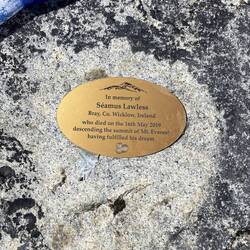 In memory of
Séamus Lawless
Bray, Co. Wicklow, Ireland
who died on the 16th May 2019
descending the summit of Mt. Everest
having fulfilled his dream